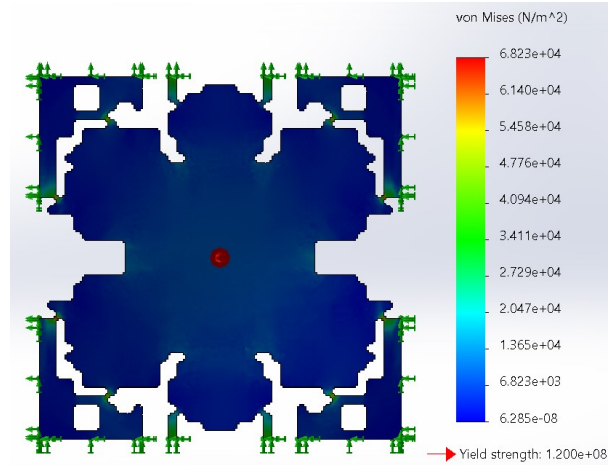 von Mises (N/m^2)
6.823e+04
6.140e+04
5.458e+04
4.776e+04
4.094e+04
3.411e+04
2.729e+04
2.047e+04
1.365e+04
6.823e+03
6.285e-08
Yield strength: 1.200e+08